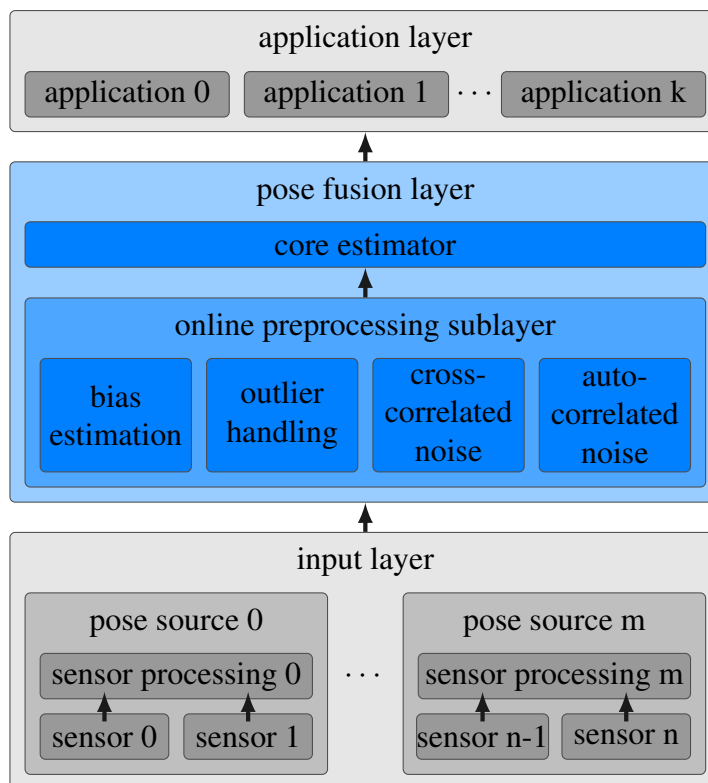 application layer
application 0
application 1
···
application k
pose fusion layer
core estimator
online preprocessing sublayer
bias
estimation
outlier
handling
cross-
correlated
noise
auto-
correlated
noise
input layer
pose source 0
sensor processing 0
sensor 0
sensor 1
···
pose source m
sensor processing m
sensor n-1
sensor n